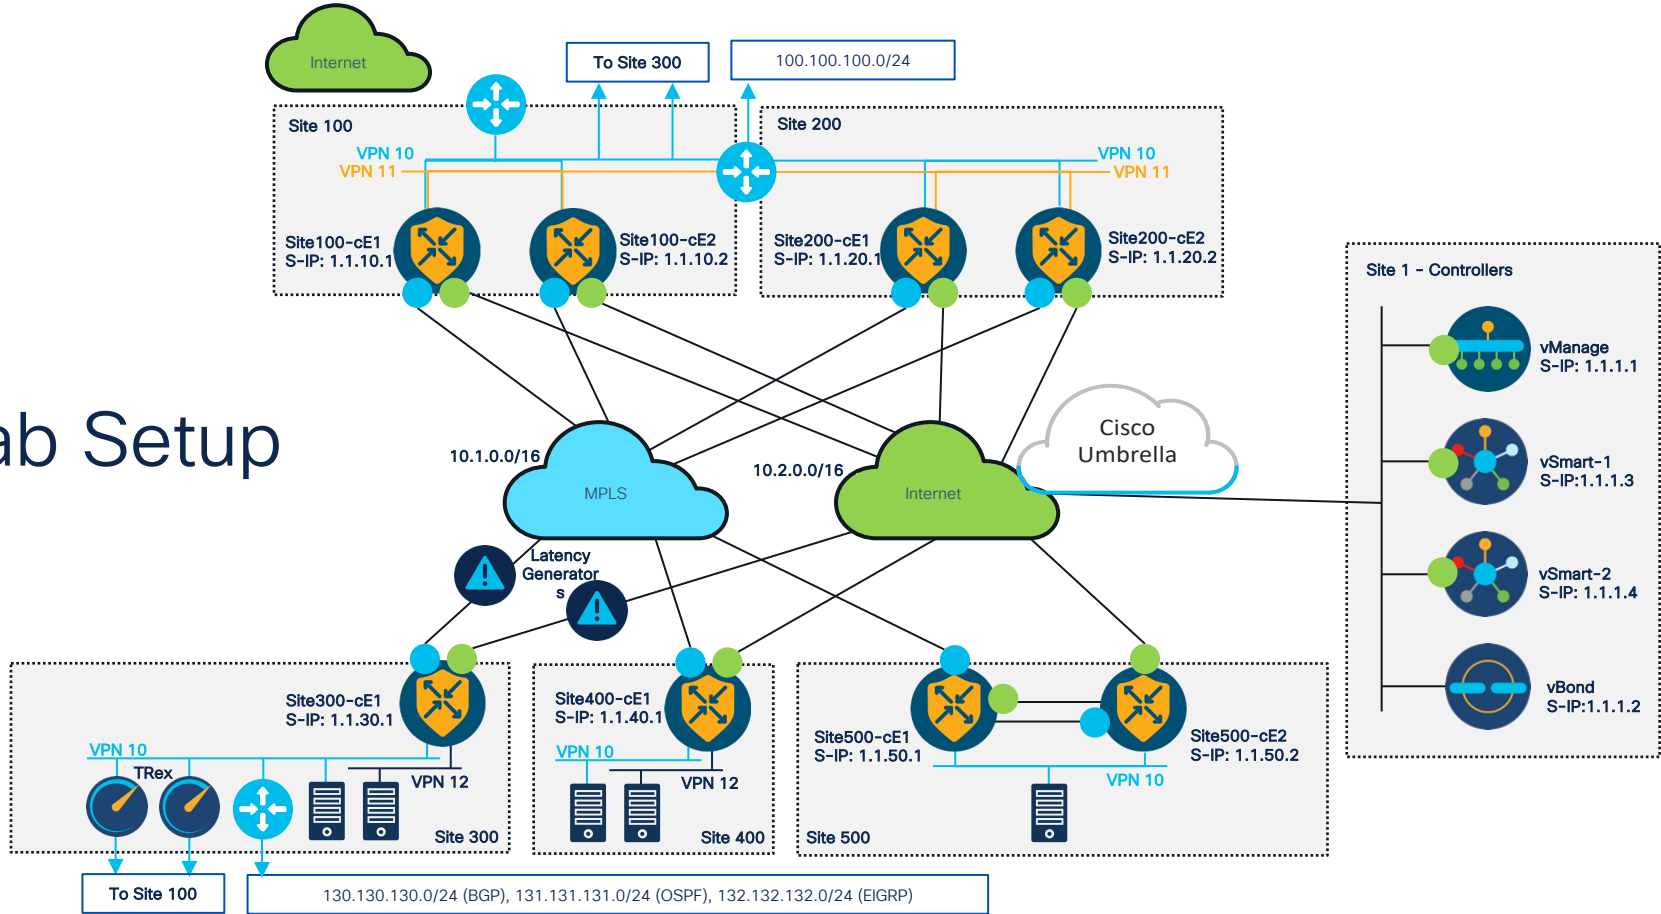 Internet
To Site 300
100.100.100.0/24
Site 100
Site 200
VPN 10
VPN 11
VPN 10
VPN 11
Site100-cE1
S-IP: 1.1.10.1
Site100-cE2
S-IP: 1.1.10.2
Site200-cE1
S-IP: 1.1.20.1
Site200-cE2
S-IP: 1.1.20.2
Site 1 - Controllers
vManage
S-IP: 1.1.1.1
vSmart-1
S-IP:1.1.1.3
vSmart-2
S-IP: 1.1.1.4
vBond
S-IP:1.1.1.2
ab Setup
10.1.0.0/16
MPLS
10.2.0.0/16
Internet
Cisco
Umbrella
Latency
Generator
s
Site300-cE1
S-IP: 1.1.30.1
VPN 10
TRex
VPN 12
Site 300
Site400-cE1
S-IP: 1.1.40.1
VPN 10
VPN 12
Site 400
Site500-cE1
S-IP: 1.1.50.1
Site500-cE2
S-IP: 1.1.50.2
VPN 10
Site 500
To Site 100
130.130.130.0/24 (BGP), 131.131.131.0/24 (OSPF), 132.132.132.0/24 (EIGRP)